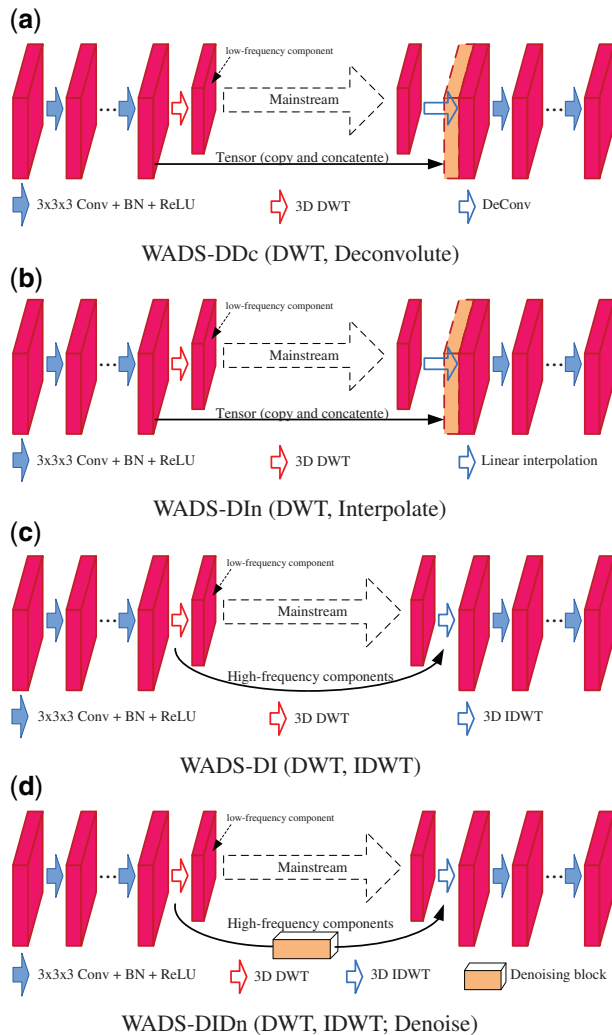 (a)
low-frequency component
Mainstream
Tensor (copy and concatente)
3x3x3 Conv + BN + ReLU
3D DWT
DeConv
WADS-DDc (DWT, Deconvolute)
(b)
low-frequency component
Mainstream
Tensor (copy and concatente)
3x3x3 Conv + BN + ReLU
3D DWT
Linear interpolation
WADS-DIn (DWT, Interpolate)
(c)
low-frequency component
Mainstream
High-frequency components
3x3x3 Conv + BN + ReLU
3D DWT
3D IDWT
WADS-DI (DWT, IDWT)
(d)
low-frequency component
Mainstream
High-frequency components
3x3x3 Conv + BN + ReLU
3D DWT
3D IDWT
Denoising block
WADS-DIDn (DWT, IDWT; Denoise)